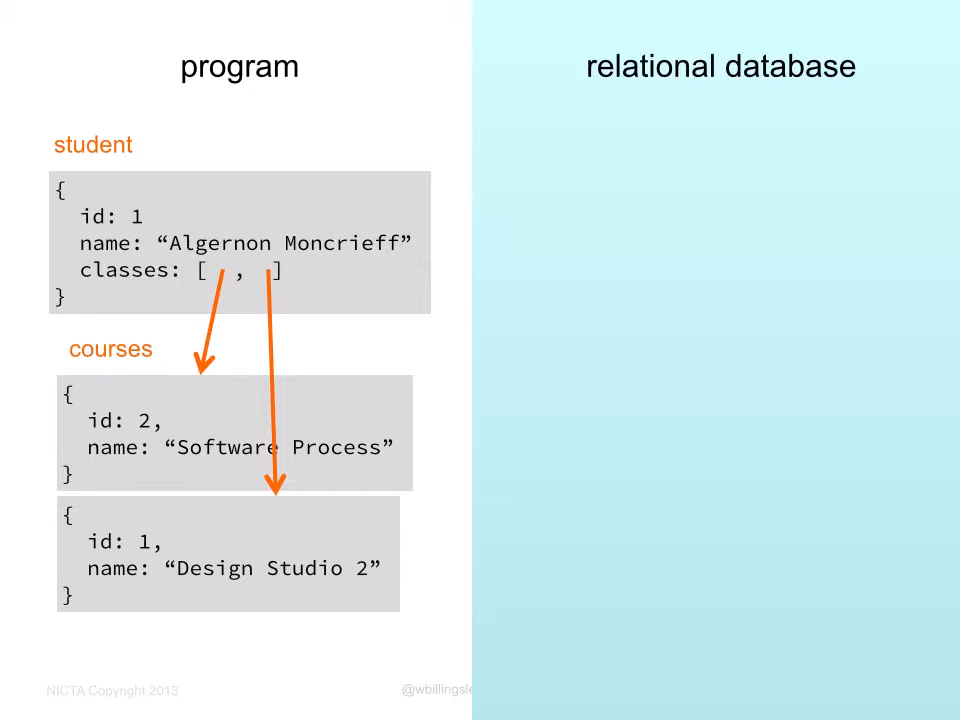 program
relational database
student
{
id: 1
name: “Algernon Moncrieff”
classes: [ , ]
}
courses
{
id: 2,
name: “Software Process”
}
{
id: 1,
name: “Design Studio 2”
}
NICTA Copyright 2013